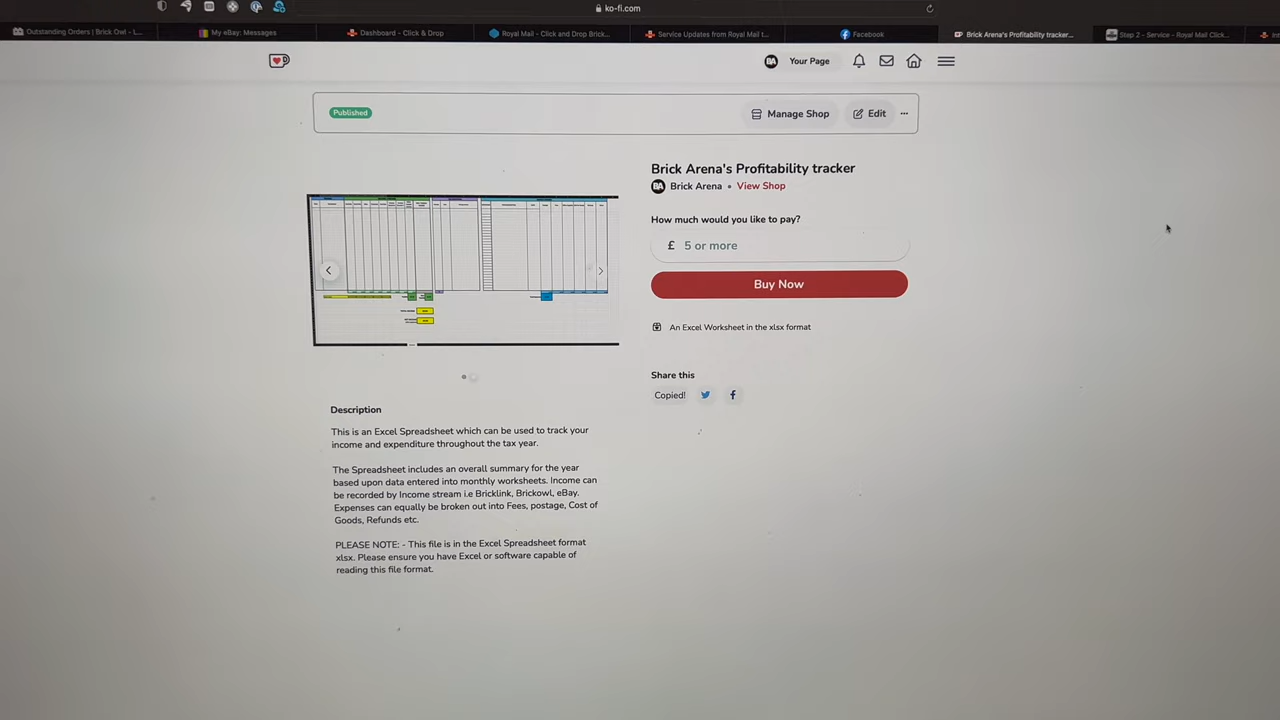 ko-fi.com
Outstanding Orders | Brick Owl - L...
My eBay: Messages
Dashboard - Click & Drop
Royal Mail - Click and Drop Brick...
Service Updates from Royal Mail t...
Facebook
Brick Arena's Profitability tracker...
Step 2 - Service - Royal Mail Click...
BA
Your Page
Published
Manage Shop
Edit
Brick Arena's Profitability tracker
BA Brick Arena • View Shop
How much would you like to pay?
£ 5 or more
Buy Now
An Excel Worksheet in the xlsx format
Share this
Copied!
Description
This is an Excel Spreadsheet which can be used to track your
income and expenditure throughout the tax year.
The Spreadsheet includes an overall summary for the year
based upon data entered into monthly worksheets. Income can
be recorded by Income stream i.e Bricklink, Brickowl, eBay.
Expenses can equally be broken out into Fees, postage, Cost of
Goods, Refunds etc.
PLEASE NOTE: - This file is in the Excel Spreadsheet format
xlsx. Please ensure you have Excel or software capable of
reading this file format.